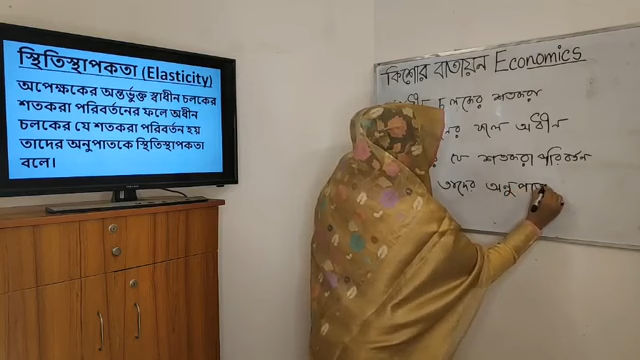 স্থিতিস্থাপকতা (Elasticity)
অপেক্ষকের অন্তর্ভুক্ত স্বাধীন চলকের
শতকরা পরিবর্তনের ফলে অধীন
চলকের যে শতকরা পরিবর্তন হয়
তাদের অনুপাতকে স্থিতিস্থাপকতা
বলে।
কিশোর বাতায়ন Economics
চলকের শতকরা
ফলে অধীন
যে শতকরা পরিবর্তন
তাদের অনুপাতে